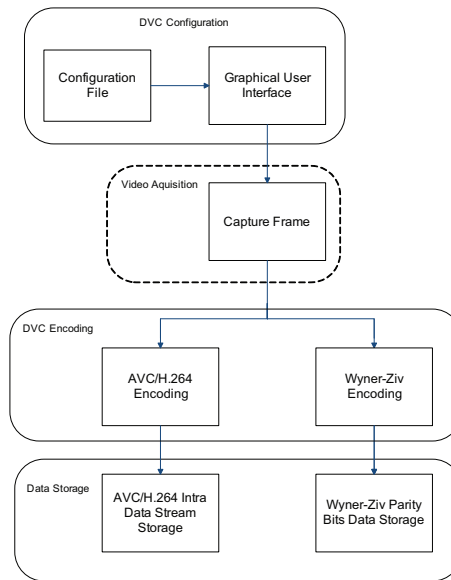 DVC Configuration
Configuration
File
Graphical User
Interface
Video Aquisition
Capture Frame
DVC Encoding
AVC/H.264
Encoding
Wyner-Ziv
Encoding
Data Storage
AVC/H.264 Intra
Data Stream
Storage
Wyner-Ziv Parity
Bits Data Storage